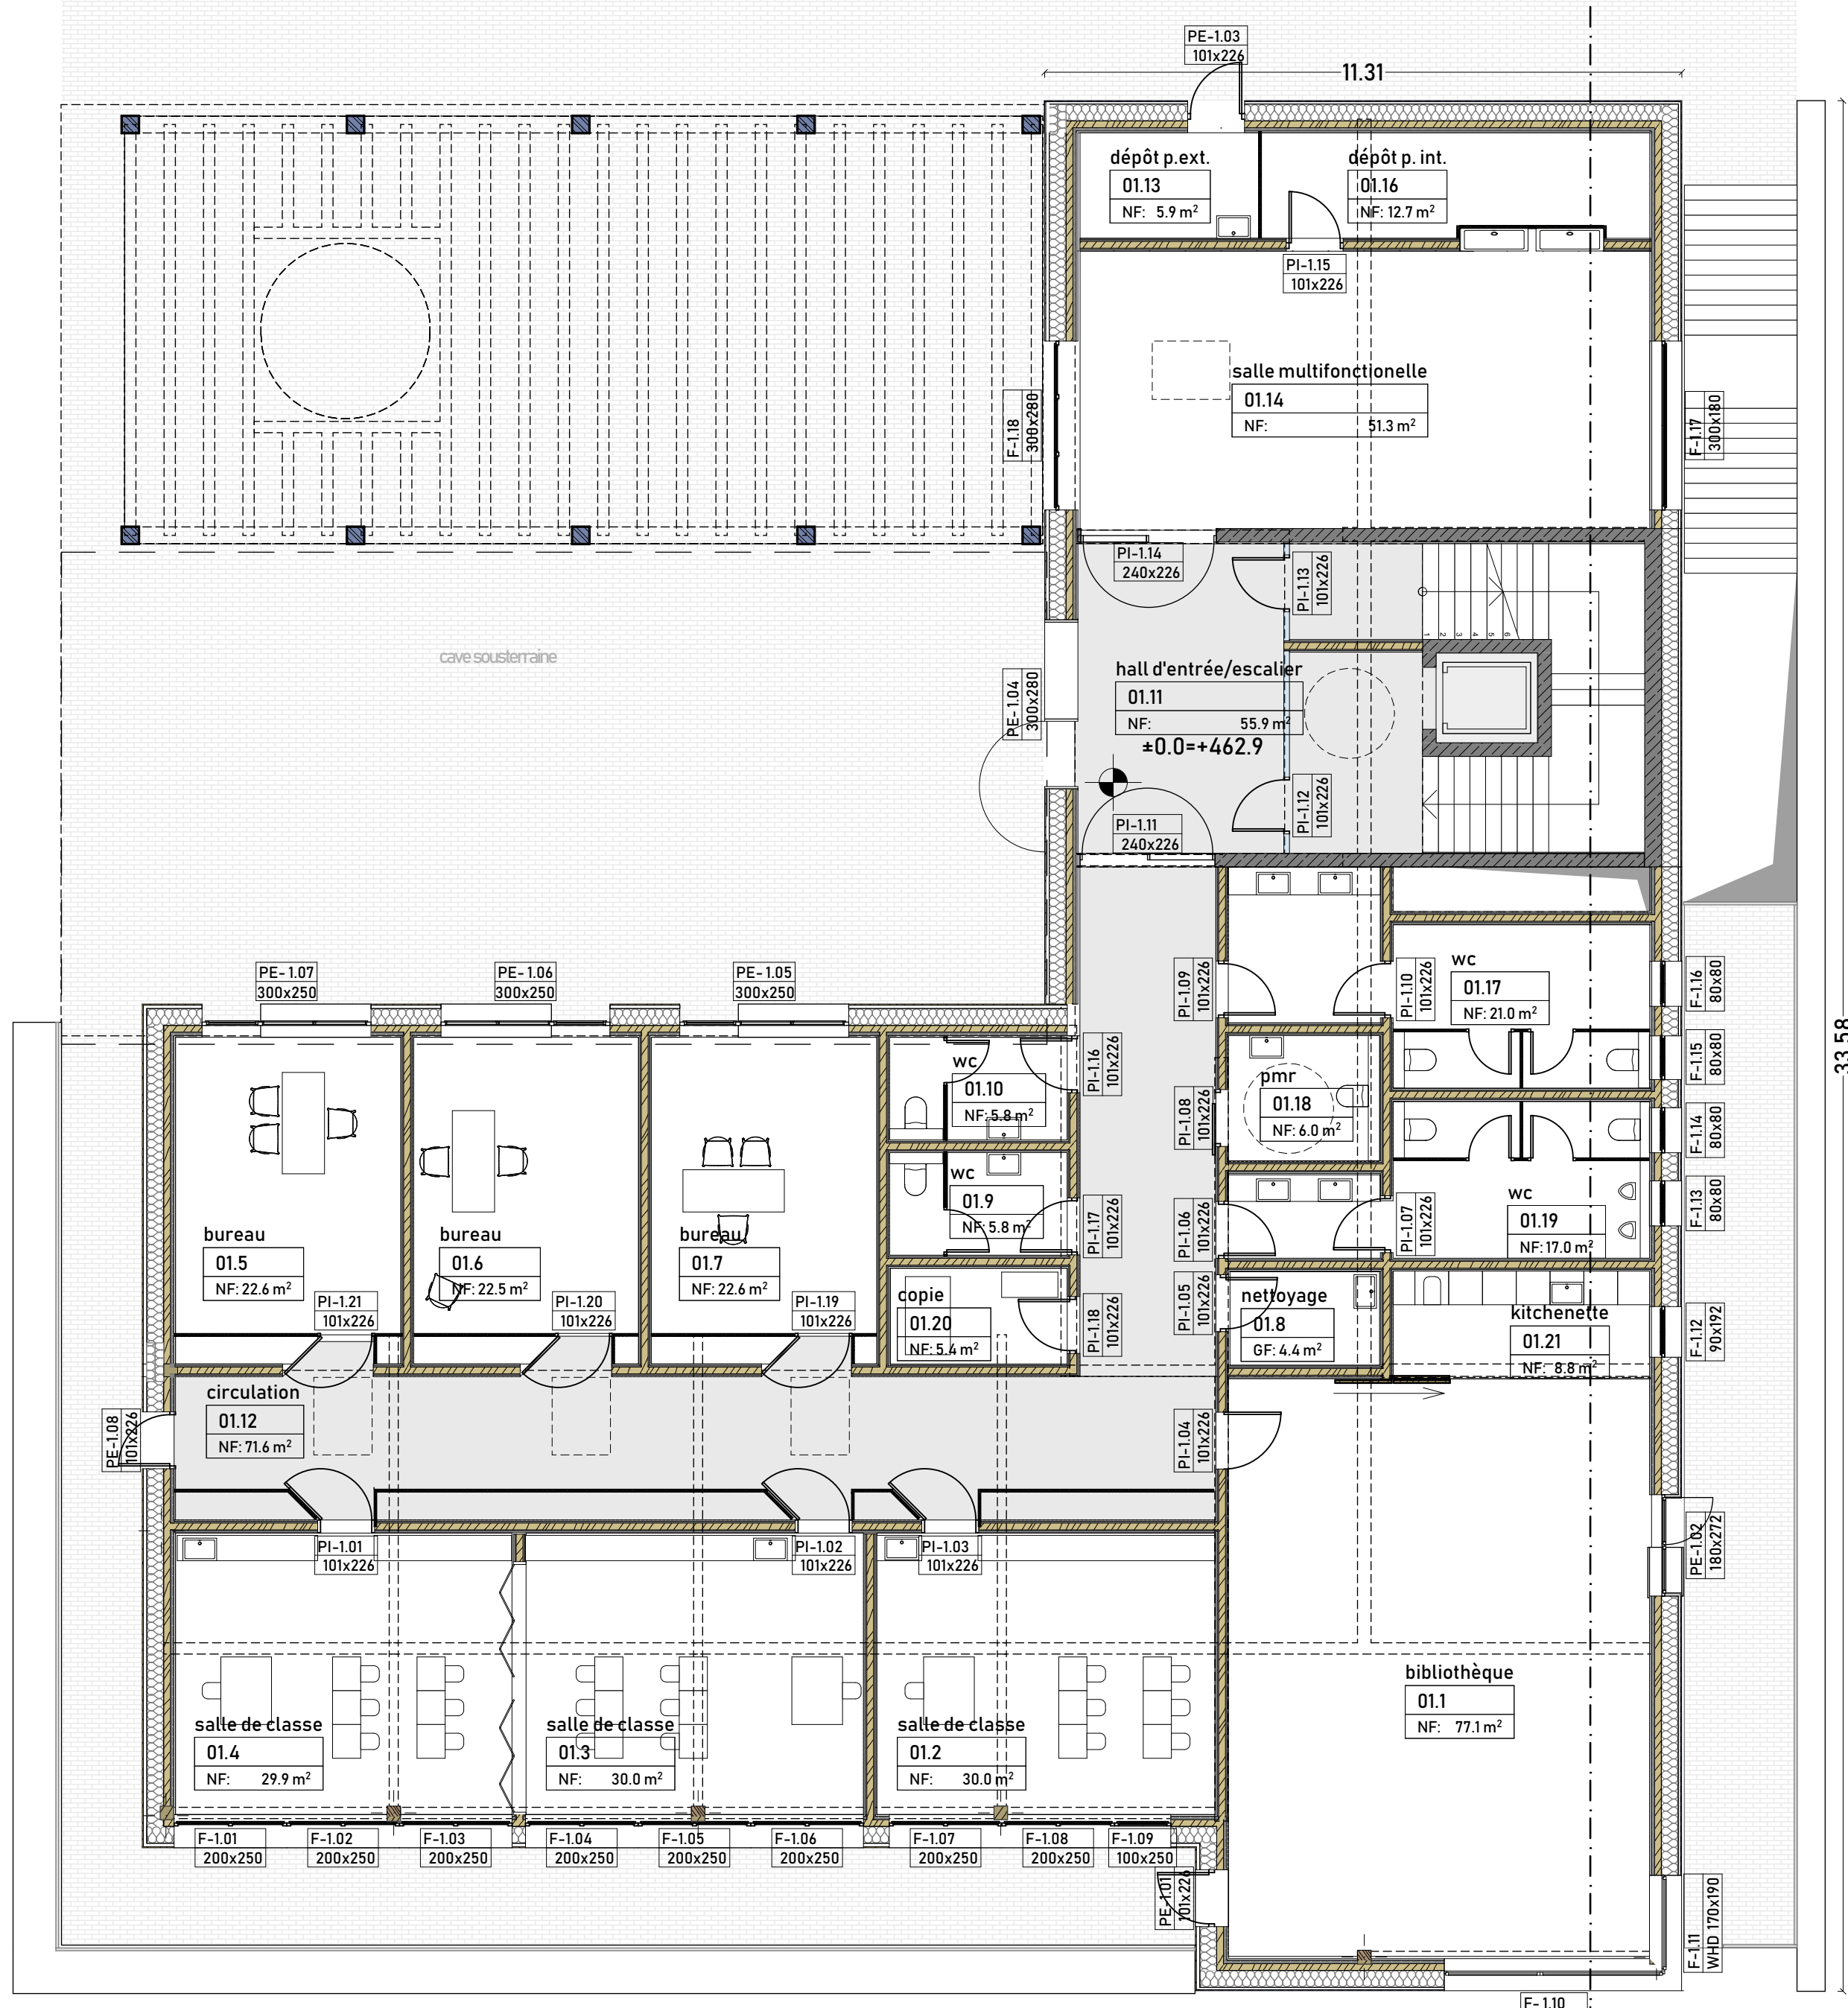 PE-1.03
101x226
11.31
dépôt p.ext.
01.13
NF: 5.9 m²
dépôt p. int.
01.16
NF: 12.7 m²
PI-1.15
101x226
salle multifonctionelle
01.14
NF: 51.3 m²
F-1.18
300x280
F-1.17
300x180
PI-1.14
240x226
PI-1.13
101x226
1 2 3 4 5 6
cave sousterraine
hall d'entrée/escalier
01.11
NF: 55.9 m²
±0.0=+462.9
PE-1.04
300x280
PI-1.12
101x226
PI-1.11
240x226
PE-1.07
300x250
PE-1.06
300x250
PE-1.05
300x250
PI-1.09
101x226
PI-1.10
101x226
wc
01.17
NF: 21.0 m²
F-1.16
80x80
F-1.15
80x80
33.58
wc
01.10
NF: 5.8 m²
PI-1.16
101x226
PI-1.08
101x226
pmr
01.18
NF: 6.0 m²
F-1.14
80x80
F-1.13
80x80
wc
01.9
NF: 5.8 m²
PI-1.17
101x226
PI-1.06
101x226
PI-1.07
101x226
wc
01.19
NF: 17.0 m²
bureau
01.5
NF: 22.6 m²
bureau
01.6
NF: 22.5 m²
bureau
01.7
NF: 22.6 m²
PI-1.21
101x226
PI-1.20
101x226
PI-1.19
101x226
copie
01.20
NF: 5.4 m²
PI-1.18
101x226
PI-1.05
101x226
nettoyage
01.8
GF: 4.4 m²
kitchenette
01.21
NF: 8.8 m²
F-1.12
90x192
circulation
01.12
NF: 71.6 m²
PE-1.08
101x226
PI-1.04
101x226
PI-1.01
101x226
PI-1.02
101x226
PI-1.03
101x226
PE-1.02
180x272
bibliothèque
01.1
NF: 77.1 m²
salle de classe
01.4
NF: 29.9 m²
salle de classe
01.3
NF: 30.0 m²
salle de classe
01.2
NF: 30.0 m²
F-1.01
200x250
F-1.02
200x250
F-1.03
200x250
F-1.04
200x250
F-1.05
200x250
F-1.06
200x250
F-1.07
200x250
F-1.08
200x250
F-1.09
100x250
PE-1.01
101x226
F-1.11
WHD 170x190
F-1.10